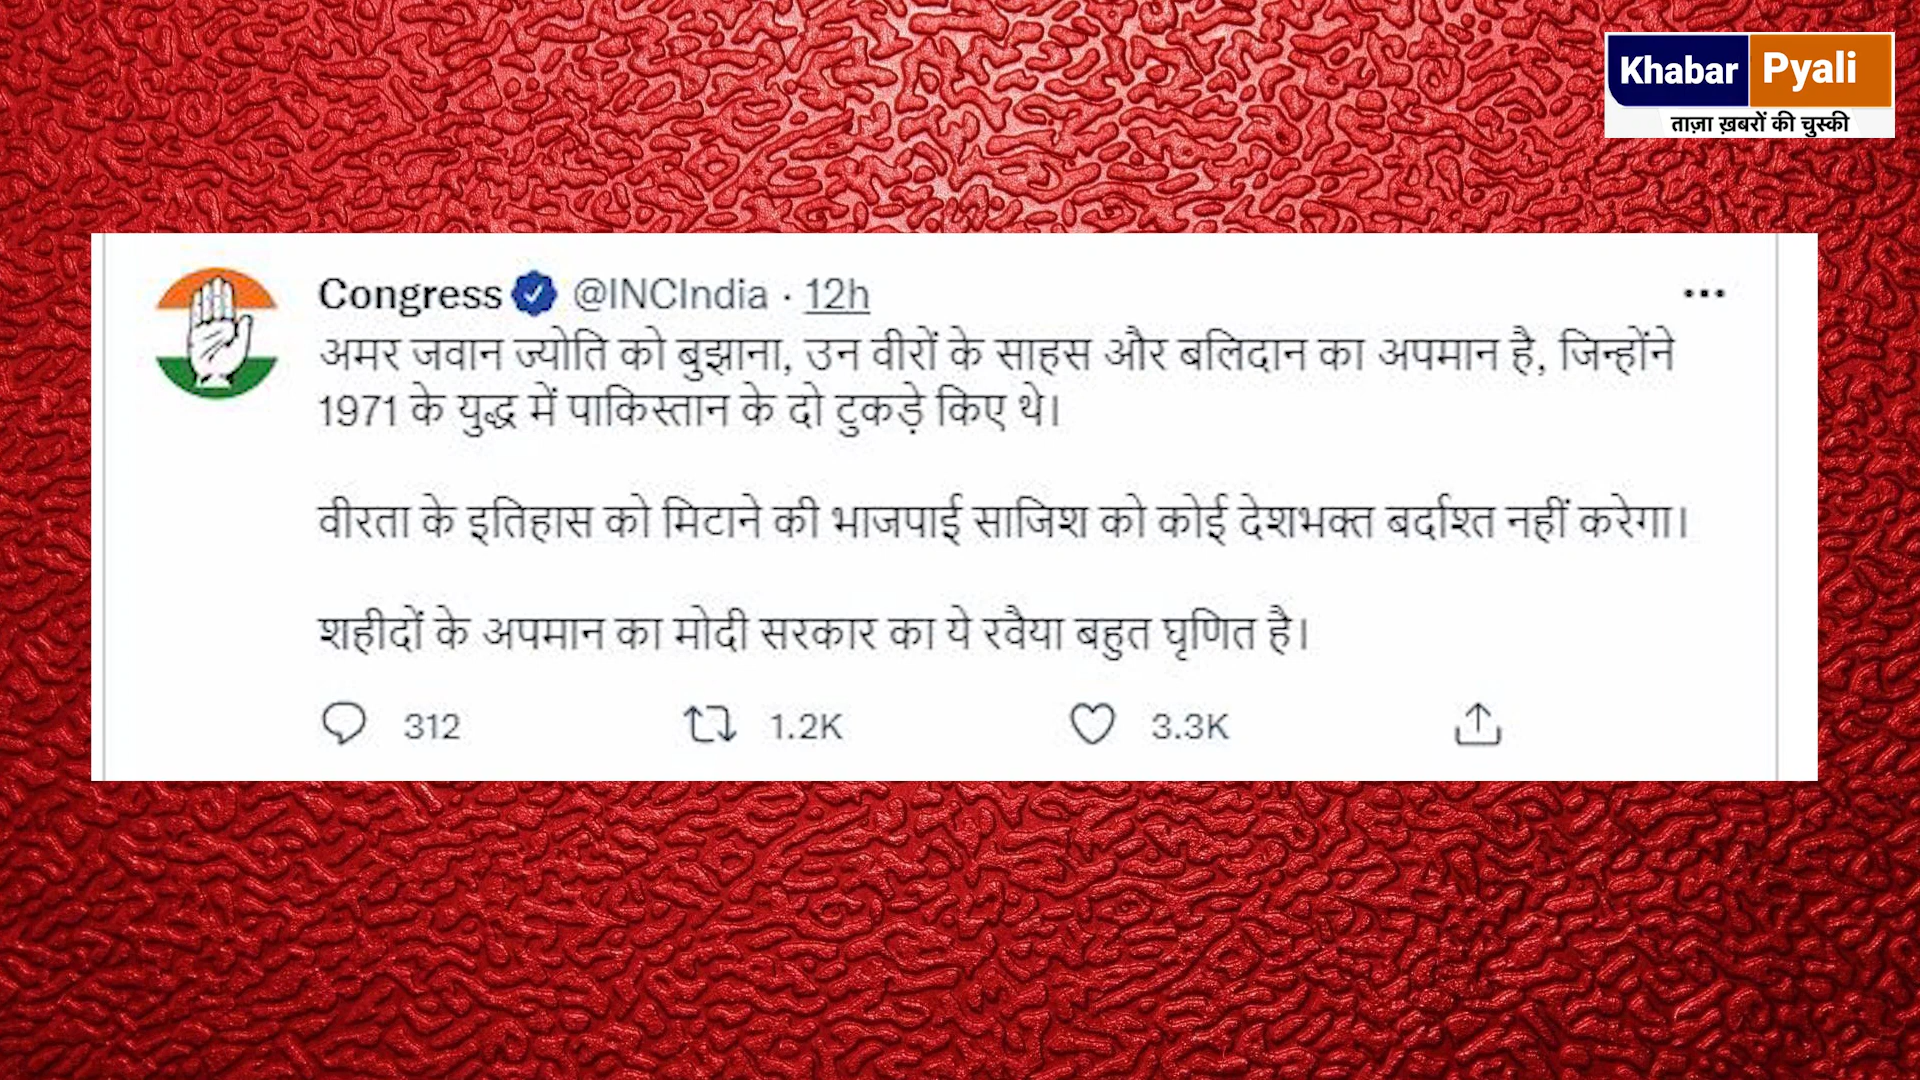 Khabar Pyali
ताज़ा ख़बरों की चुस्की
Congress @INCIndia · 12h
अमर जवान ज्योति को बुझाना, उन वीरों के साहस और बलिदान का अपमान है, जिन्होंने
1971 के युद्ध में पाकिस्तान के दो टुकड़े किए थे।
वीरता के इतिहास को मिटाने की भाजपाई साजिश को कोई देशभक्त बर्दाश्त नहीं करेगा।
शहीदों के अपमान का मोदी सरकार का ये रवैया बहुत घृणित है।
312 1.2K 3.3K